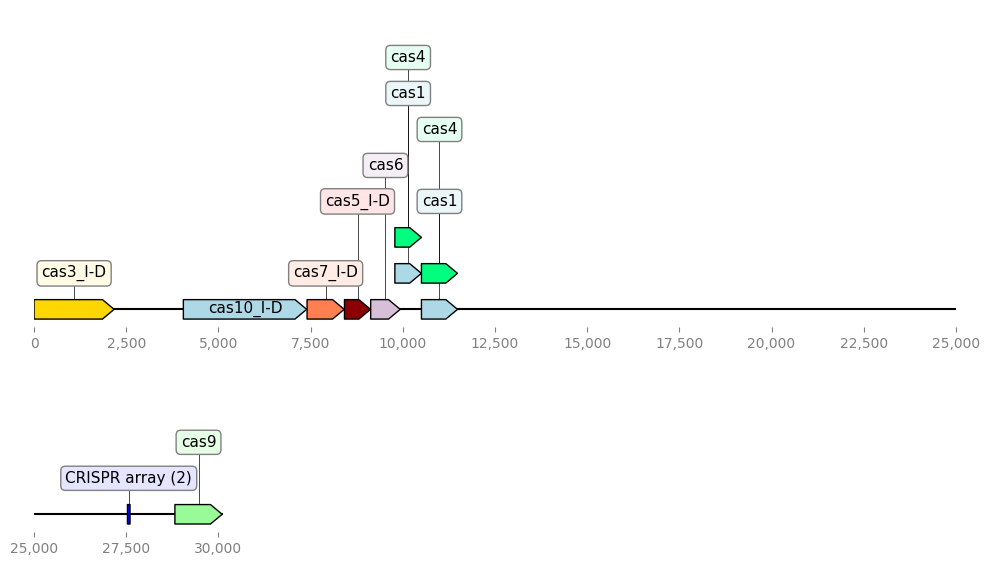 cas4
cas1
cas4
cas6
cas5_I-D
cas1
cas3_I-D
cas7_I-D
cas10_I-D
0 2,500 5,000 7,500 10,000 12,500 15,000 17,500 20,000 22,500 25,000
cas9
CRISPR array (2)
25,000 27,500 30,000